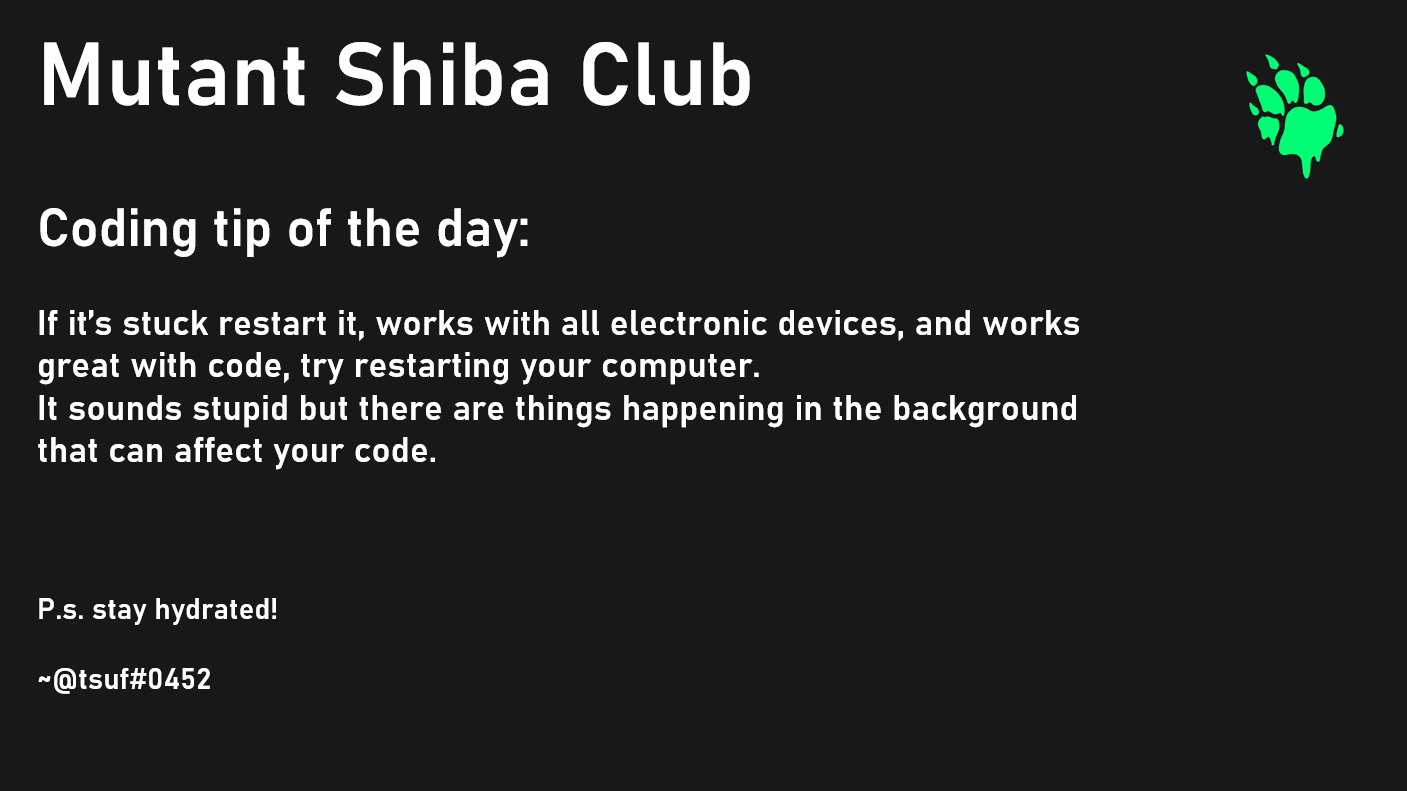 Mutant Shiba Club
Coding tip of the day:
If it’s stuck restart it, works with all electronic devices, and works
great with code, try restarting your computer.
It sounds stupid but there are things happening in the background
that can affect your code.
P.s. stay hydrated!
~@tsuf#0452